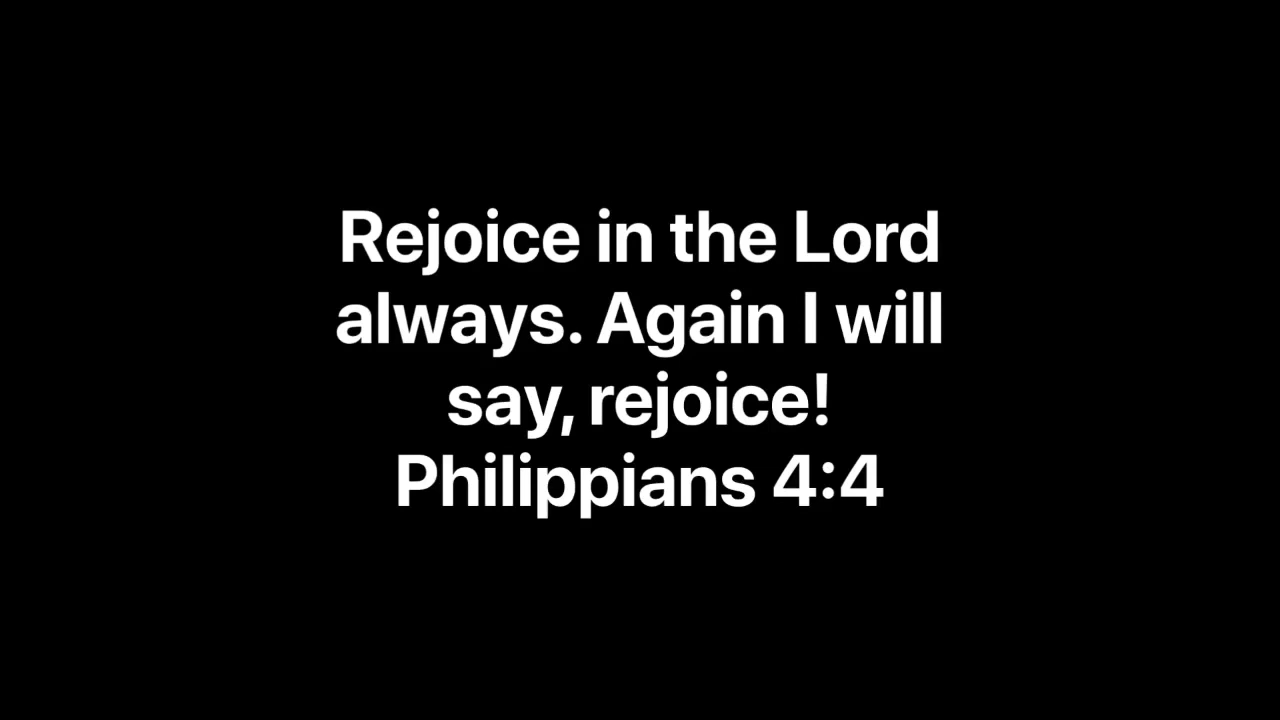 Rejoice in the Lord
always. Again I will
say, rejoice!
Philippians 4:4